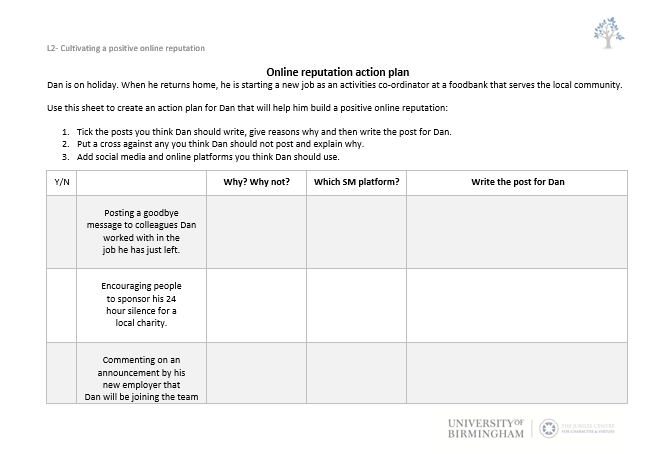 L2- Cultivating a positive online reputation
Online reputation action plan
Dan is on holiday. When he returns home, he is starting a new job as an activities co-ordinator at a foodbank that serves the local community.
Use this sheet to create an action plan for Dan that will help him build a positive online reputation:
1. Tick the posts you think Dan should write, give reasons why and then write the post for Dan.
2. Put a cross against any you think Dan should not post and explain why.
3. Add social media and online platforms you think Dan should use.
Y/N Why? Why not? Which SM platform? Write the post for Dan
Posting a goodbye
message to colleagues Dan
worked with in the
job he has just left.
Encouraging people
to sponsor his 24
hour silence for a
local charity.
Commenting on an
announcement by his
new employer that
Dan will be joining the team
UNIVERSITY OF
BIRMINGHAM
THE JUBILEE CENTRE
FOR CHARACTER & VIRTUES